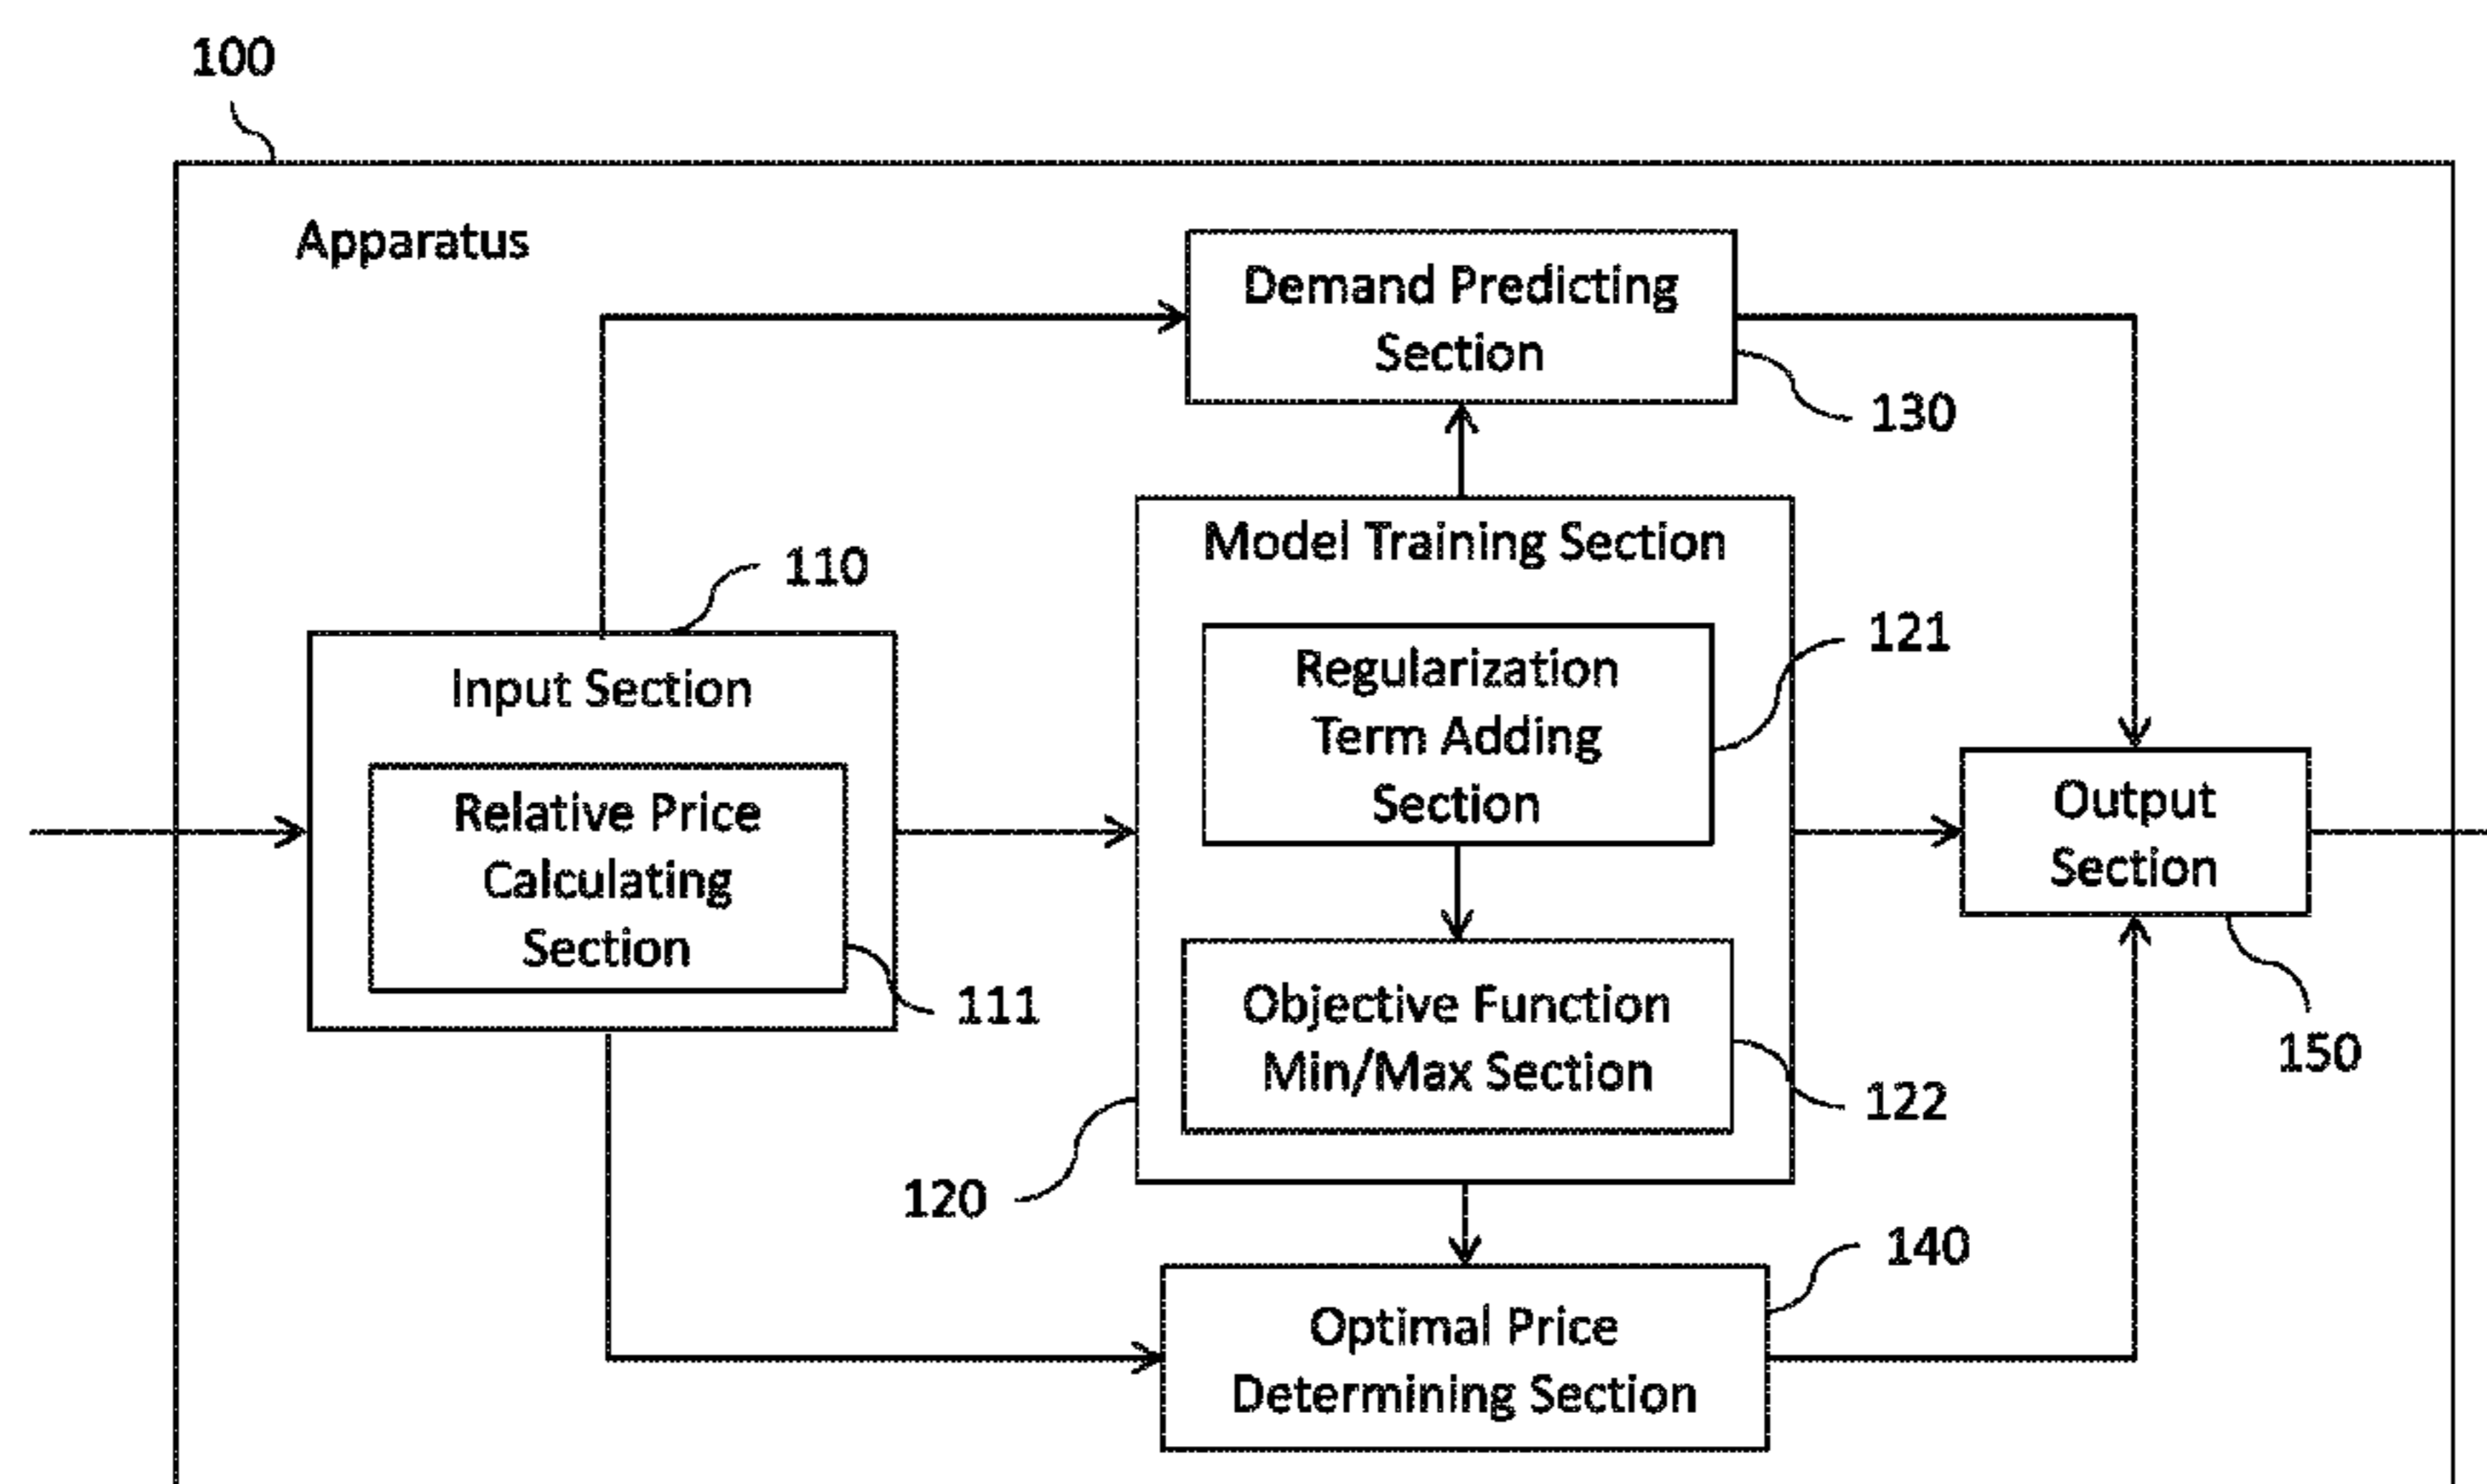 100
Apparatus
Demand Predicting
Section
130
Model Training Section
110
Input Section
Regularization
Term Adding
Section
121
Relative Price
Calculating
Section
111
Output
Section
150
Objective Function
Min/Max Section
122
120
140
Optimal Price
Determining Section